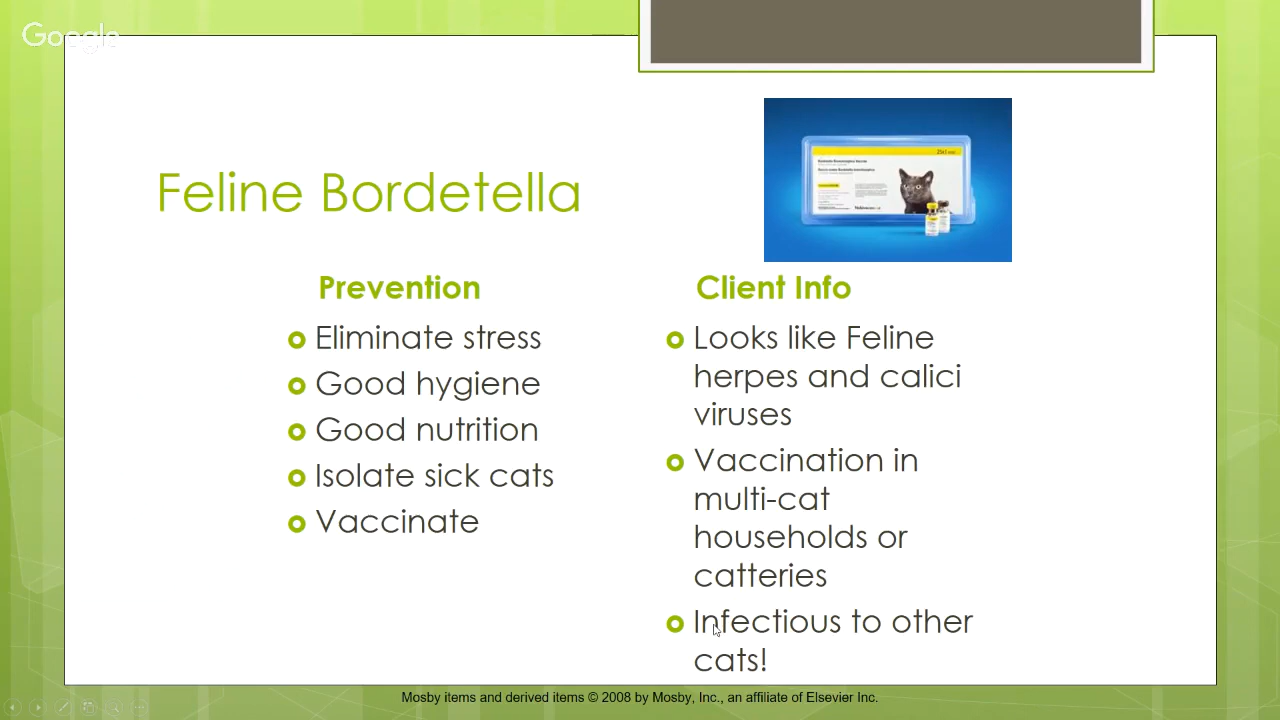 Google
Feline Bordetella
Prevention
Eliminate stress
Good hygiene
Good nutrition
Isolate sick cats
Vaccinate
Client Info
Looks like Feline
herpes and calici
viruses
Vaccination in
multi-cat
households or
catteries
Infectious to other
cats!
Mosby items and derived items © 2008 by Mosby, Inc., an affiliate of Elsevier Inc.